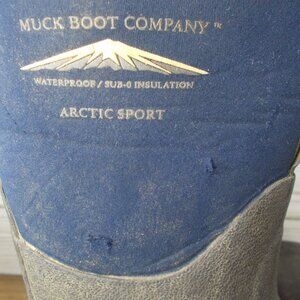 MUCK BOOT COMPANY™
WATERPROOF / SUB-0 INSULATION
ARCTIC SPORT